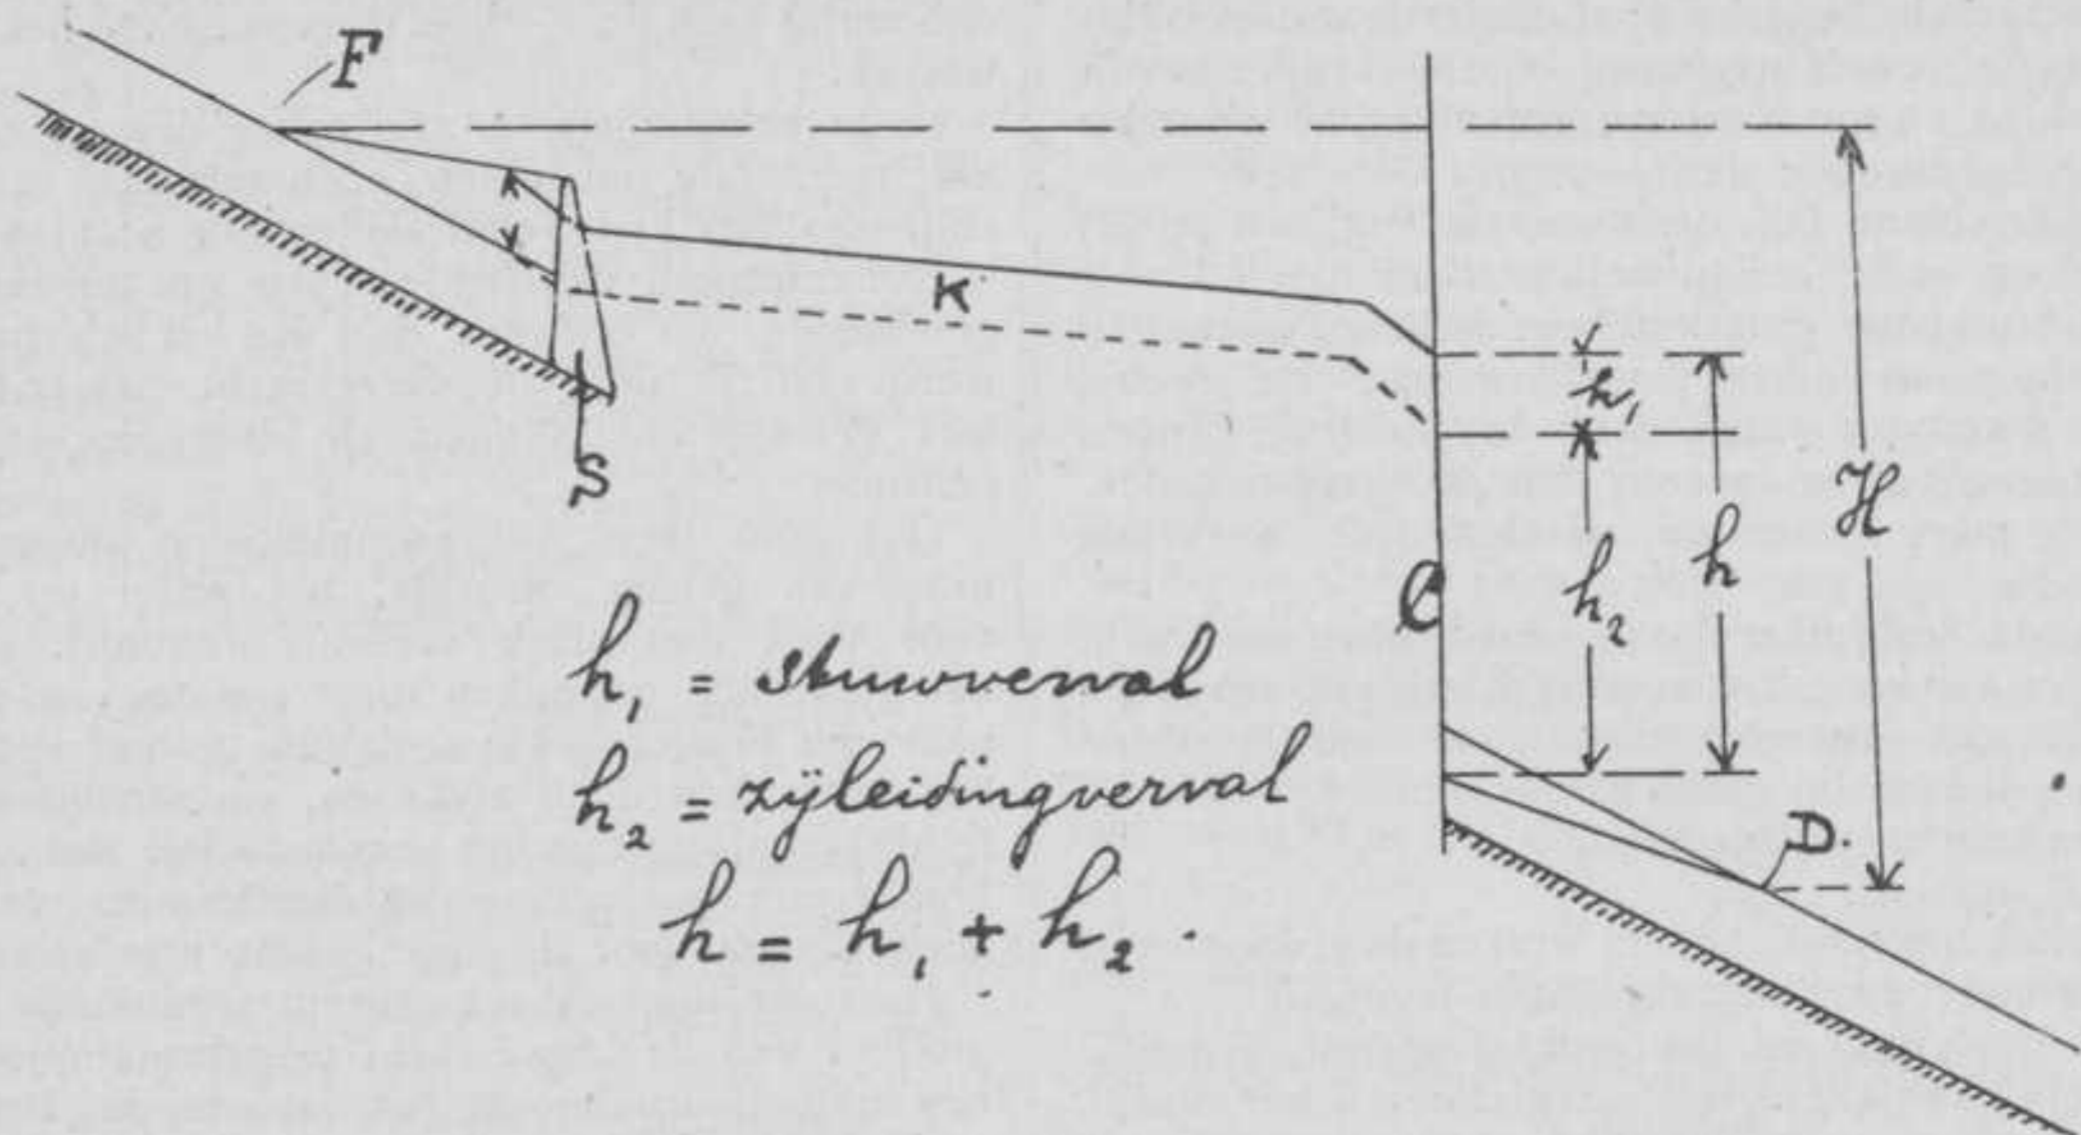 F
K
h₁
H
S
h
h₂
C
h₁ = stuwverval
h₂ = zijleidingverval
D.
h = h₁ + h₂.